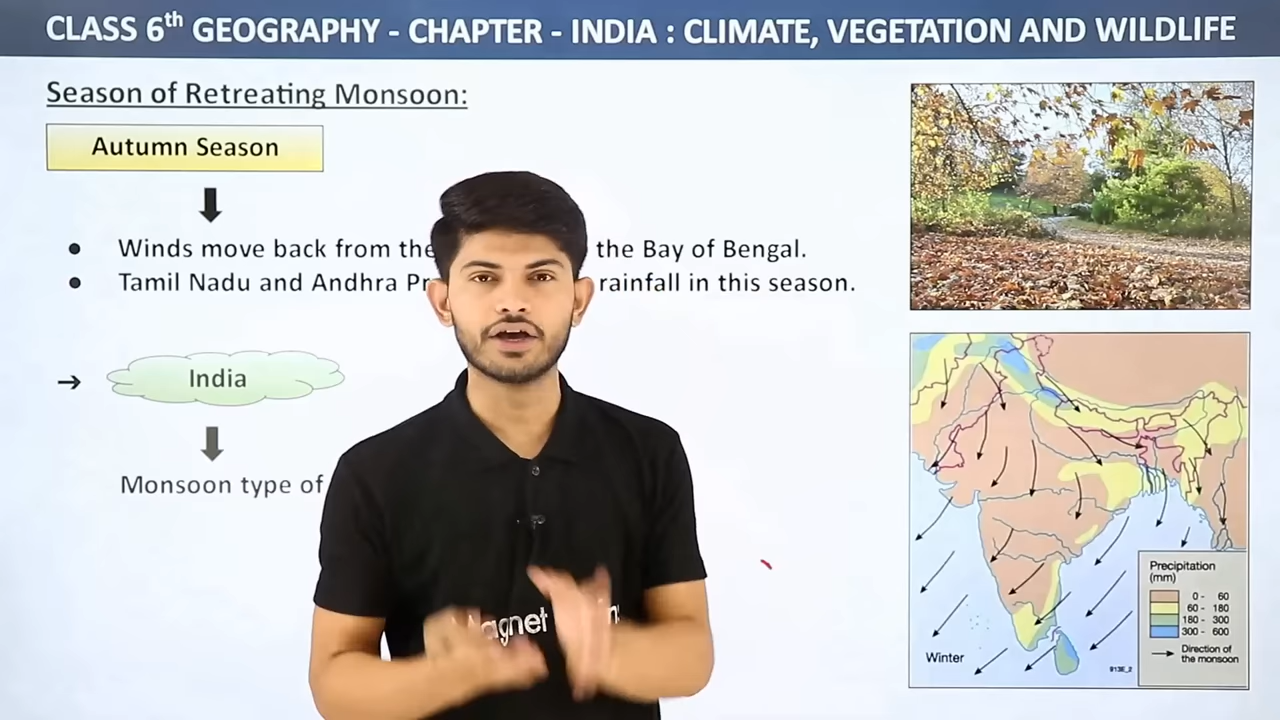 CLASS 6th GEOGRAPHY - CHAPTER - INDIA : CLIMATE, VEGETATION AND WILDLIFE
Season of Retreating Monsoon:
Autumn Season
• Winds move back from the the Bay of Bengal.
• Tamil Nadu and Andhra Pr rainfall in this season.
→ India
Monsoon type of
agnet
Precipitation
(mm)
0 - 60
60 - 180
180 - 300
300 - 600
Direction of
the monsoon
Winter